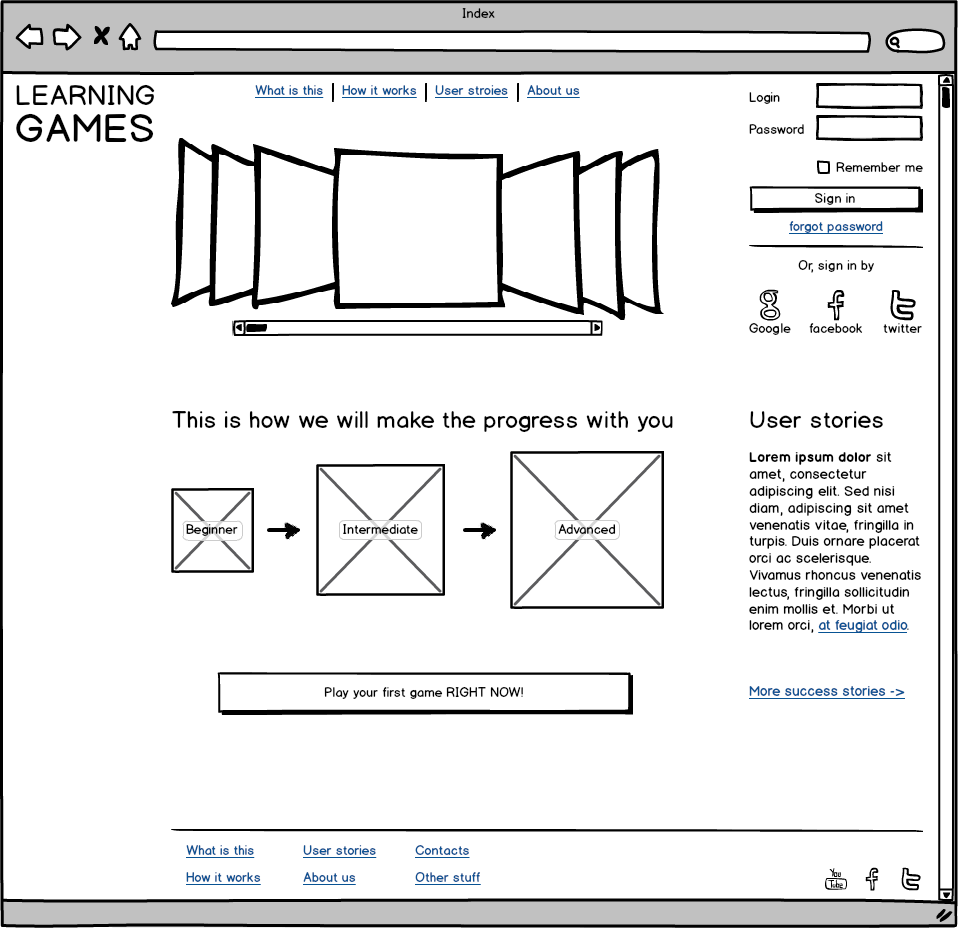 Index
LEARNING
GAMES
What is this
How it works
User stroies
About us
Login
Password
Remember me
Sign in
forgot password
Or, sign in by
Google
facebook
twitter
This is how we will make the progress with you
Beginner
Intermediate
Advanced
User stories
Lorem ipsum dolor sit
amet, consectetur
adipiscing elit. Sed nisi
diam, adipiscing sit amet
venenatis vitae, fringilla in
turpis. Duis ornare placerat
orci ac scelerisque.
Vivamus rhoncus venenatis
lectus, fringilla sollicitudin
enim mollis et. Morbi ut
lorem orci, at feugiat odio.
Play your first game RIGHT NOW!
More success stories ->
What is this
User stories
Contacts
How it works
About us
Other stuff
You
Tube